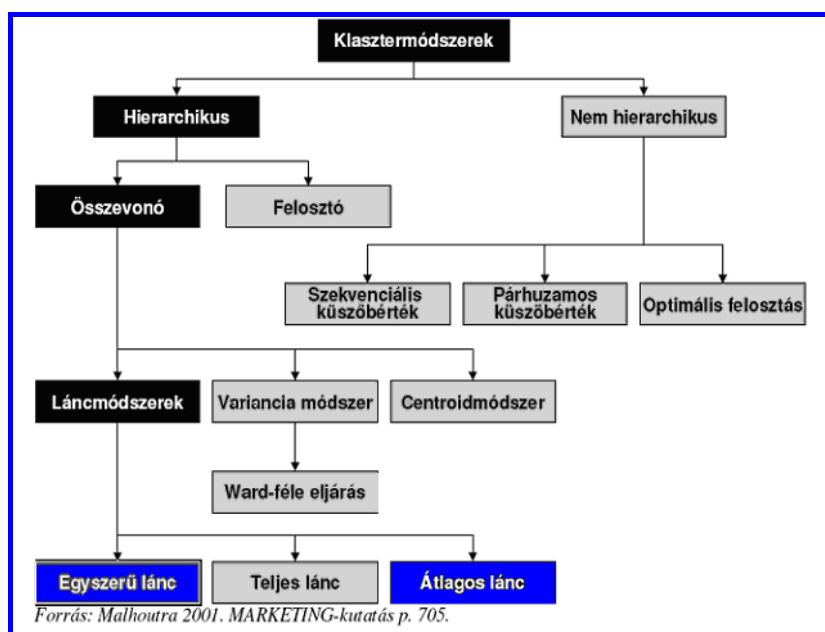 Klasztermódszerek
Hierarchikus
Nem hierarchikus
Összevonó
Felosztó
Szekvenciális
küszöbérték
Párhuzamos
küszöbérték
Optimális felosztás
Láncmódszerek
Variancia módszer
Centroidmódszer
Ward-féle eljárás
Egyszerű lánc
Teljes lánc
Átlagos lánc
Forrás: Malhoutra 2001. MARKETING-kutatás p. 705.